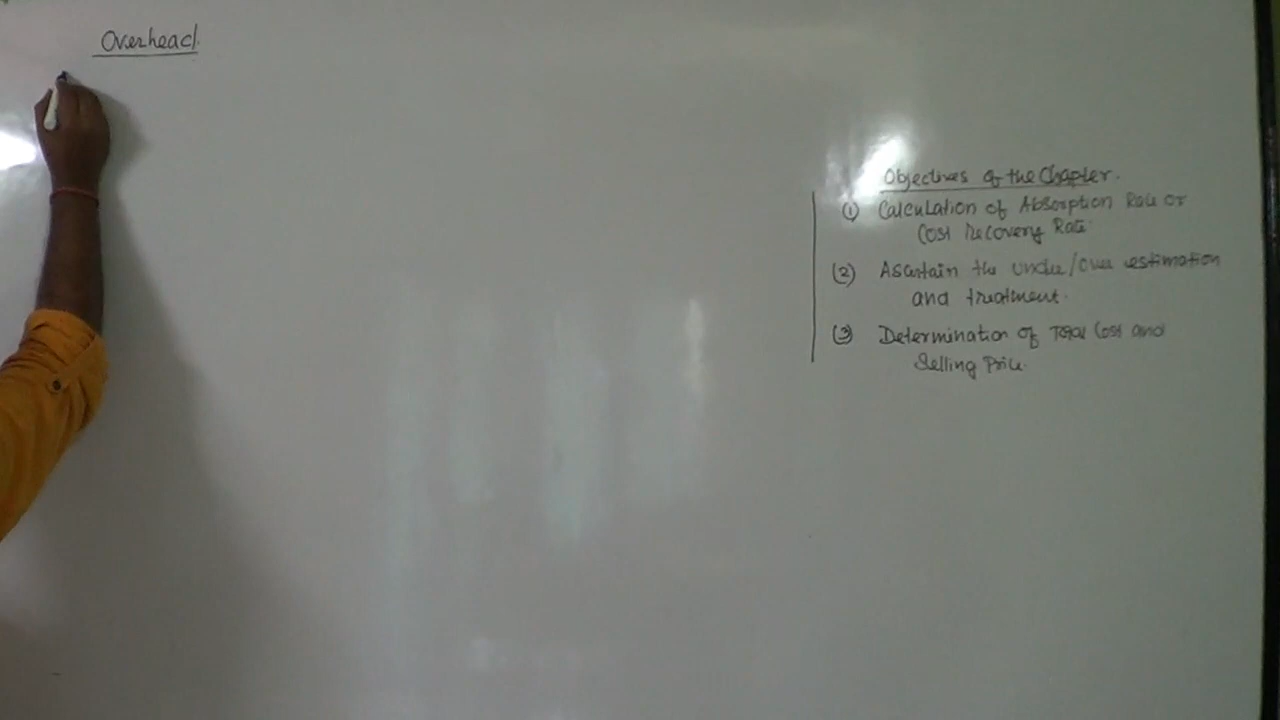 Overhead.
Objectives of the Chapter.
(1) Calculation of Absorption Rate or
Cost Recovery Rate
(2) Ascertain the under/over estimation
and treatment.
(3) Determination of Total Cost and
Selling Price.